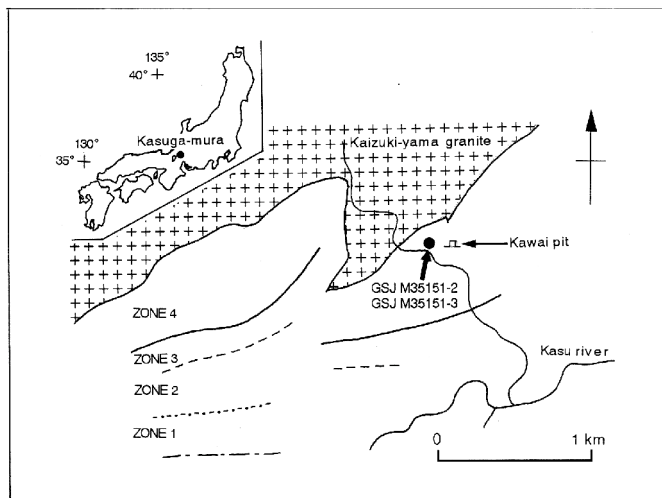 135°
40°
130°
35°
Kasuga-mura
Kaizuki-yama granite
Kawai pit
GSJ M35151-2
GSJ M35151-3
ZONE 4
ZONE 3
Kasu river
ZONE 2
ZONE 1
0 1 km